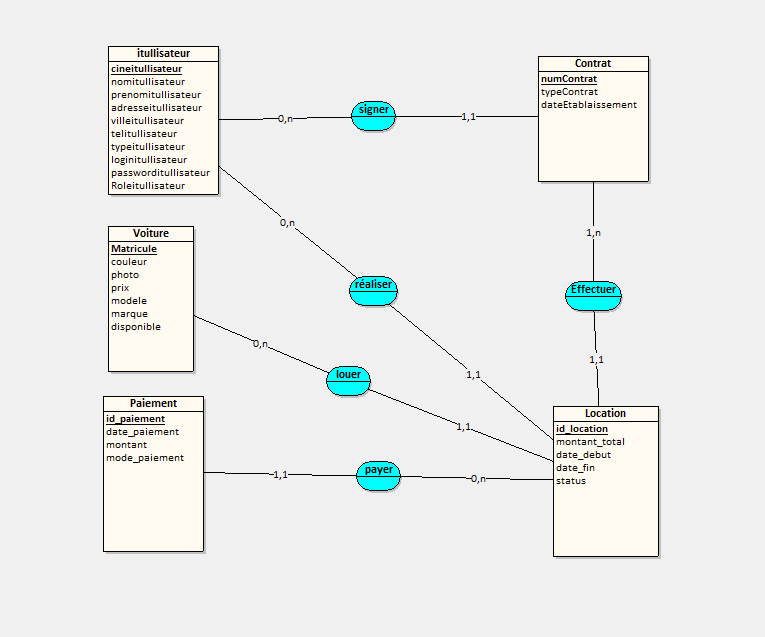 itullisateur
cineitullisateur
nomitullisateur
prenomitullisateur
adresseitullisateur
villeitullisateur
telitullisateur
typeitullisateur
loginitullisateur
passworditullisateur
Roleitullisateur
0,n
signer
1,1
Contrat
numContrat
typeContrat
dateEtablaissement
0,n
réaliser
1,1
1,n
Effectuer
1,1
Voiture
Matricule
couleur
photo
prix
modele
marque
disponible
0,n
louer
1,1
Paiement
id_paiement
date_paiement
montant
mode_paiement
1,1
payer
0,n
Location
id_location
montant_total
date_debut
date_fin
status